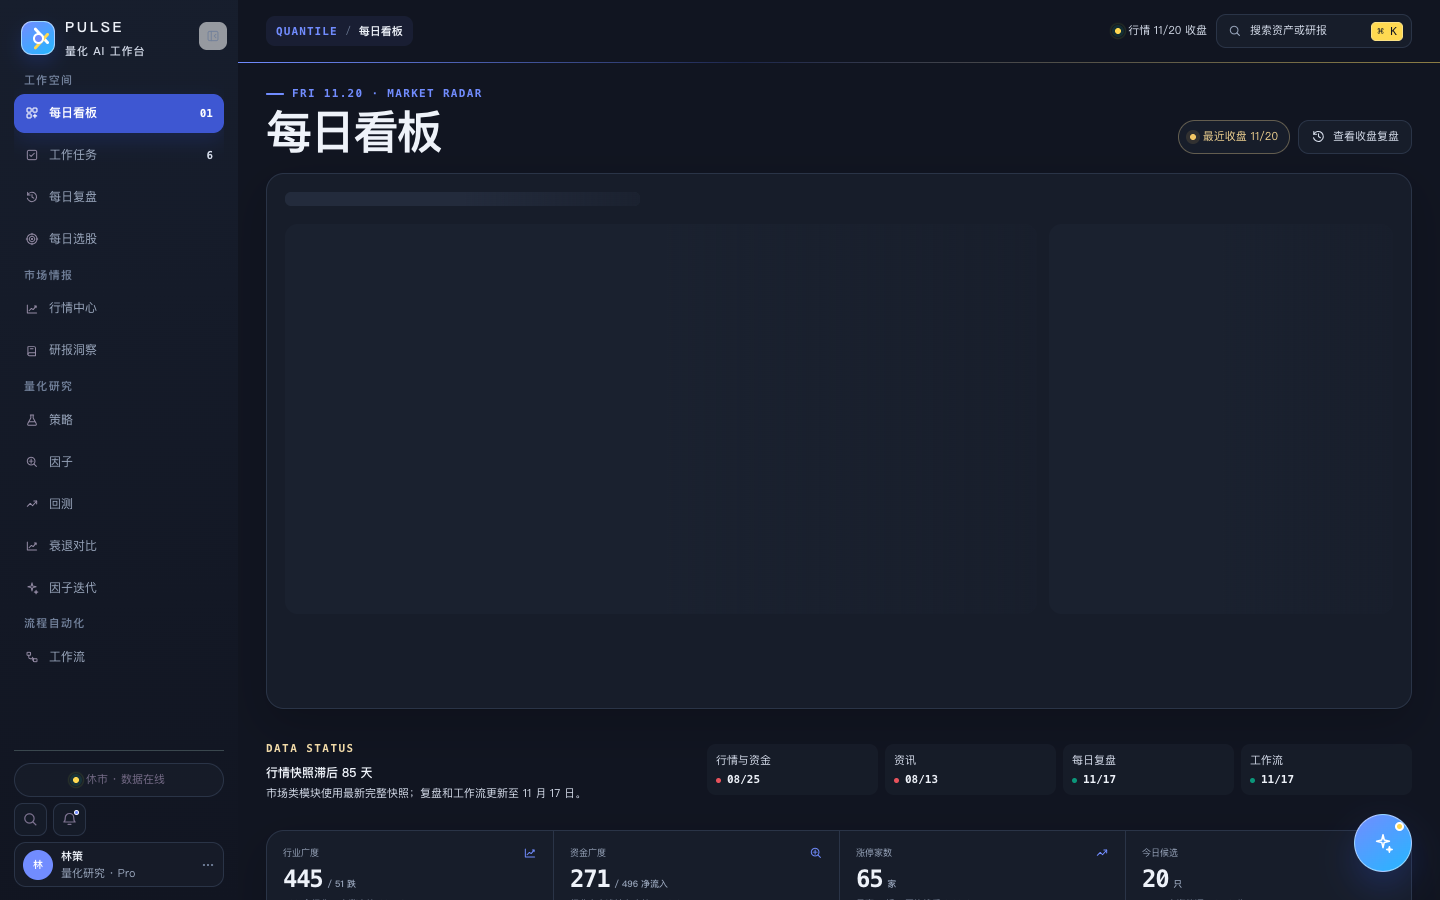 PULSE
量化 AI 工作台
工作空间
每日看板 01
工作任务 6
每日复盘
每日选股
市场情报
行情中心
研报洞察
量化研究
策略
因子
回测
衰退对比
因子迭代
流程自动化
工作流
休市 · 数据在线
林 林策
量化研究 · Pro
QUANTILE / 每日看板
行情 11/20 收盘
搜索资产或研报 ⌘ K
FRI 11.20 · MARKET RADAR
每日看板
最近收盘 11/20
查看收盘复盘
DATA STATUS
行情快照滞后 85 天
市场类模块使用最新完整快照；复盘和工作流更新至 11 月 17 日。
行情与资金
08/25
资讯
08/13
每日复盘
11/17
工作流
11/17
行业广度
445 / 51 跌
资金广度
271 / 496 净流入
涨停家数
65 家
今日候选
20 只